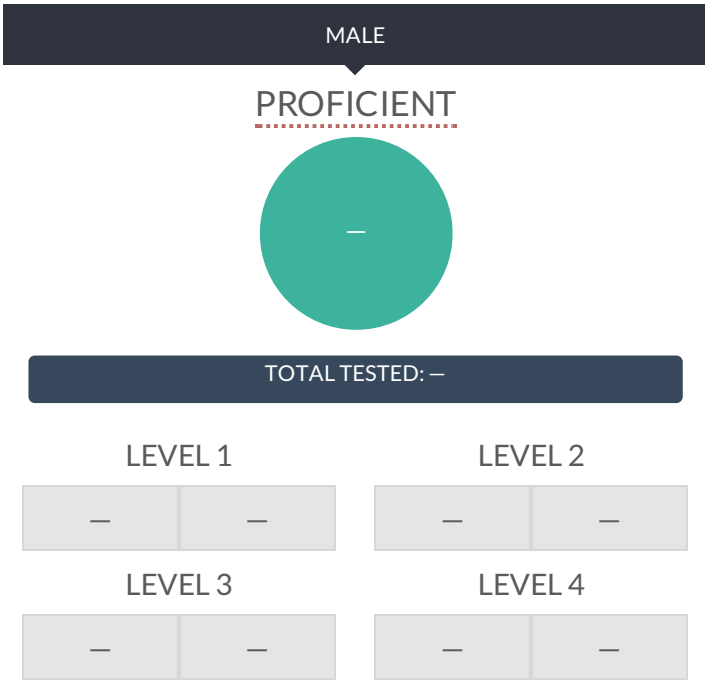 MALE
PROFICIENT
—
TOTAL TESTED: —
LEVEL 1 LEVEL 2
— — — —
LEVEL 3 LEVEL 4
— — — —